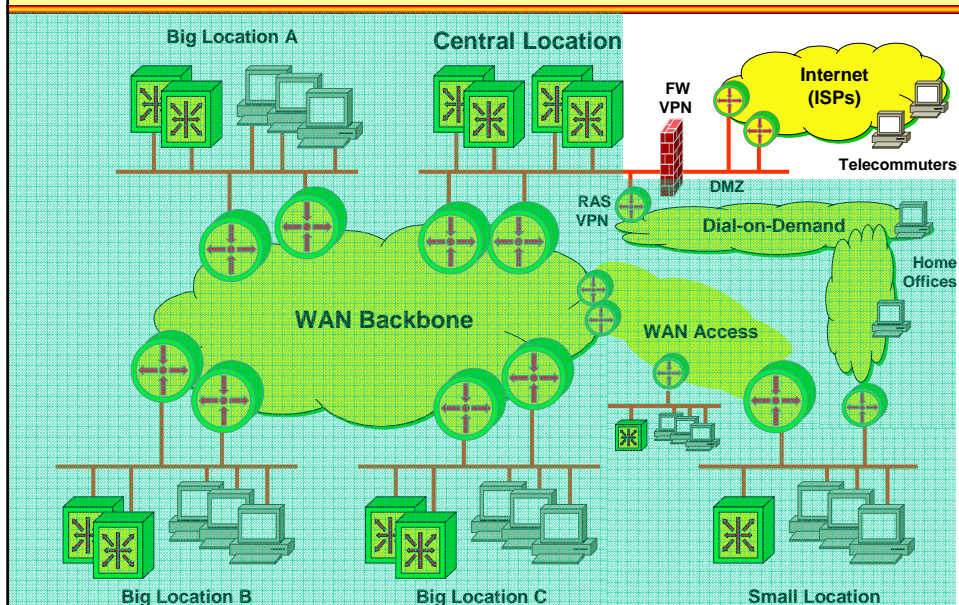 Big Location A
Central Location
Internet
(ISPs)
FW
VPN
Telecommuters
DMZ
RAS
VPN
Dial-on-Demand
Home
Offices
WAN Backbone
WAN Access
Big Location B
Big Location C
Small Location